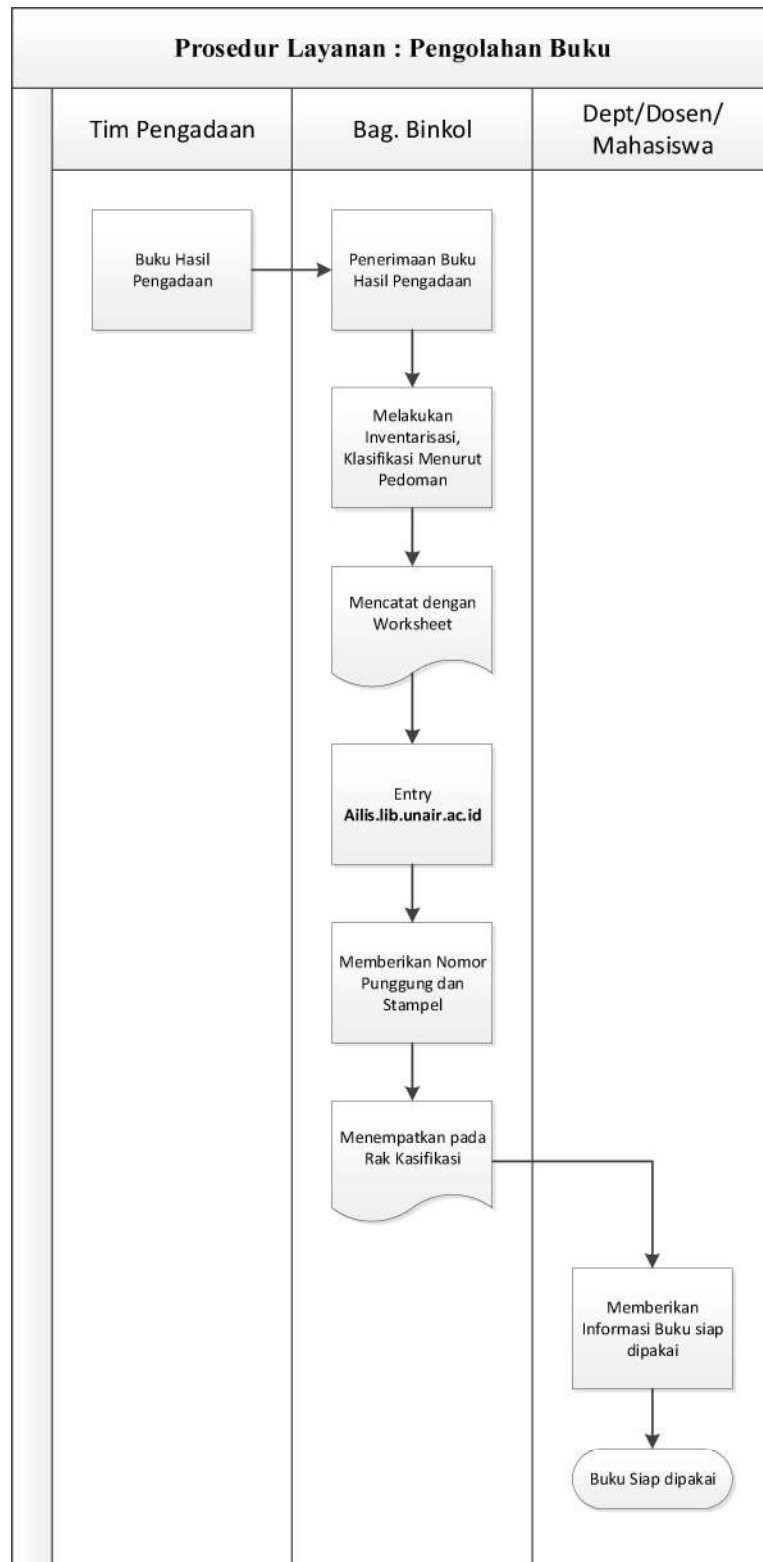 Prosedur Layanan : Pengolahan Buku
Tim Pengadaan
Bag. Binkol
Dept/Dosen/
Mahasiswa
Buku Hasil
Pengadaan
Penerimaan Buku
Hasil Pengadaan
Melakukan
Inventarisasi,
Klasifikasi Menurut
Pedoman
Mencatat dengan
Worksheet
Entry
Ailis.lib.unair.ac.id
Memberikan Nomor
Punggung dan
Stampel
Menempatkan pada
Rak Kasifikasi
Memberikan
Informasi Buku siap
dipakai
Buku Siap dipakai